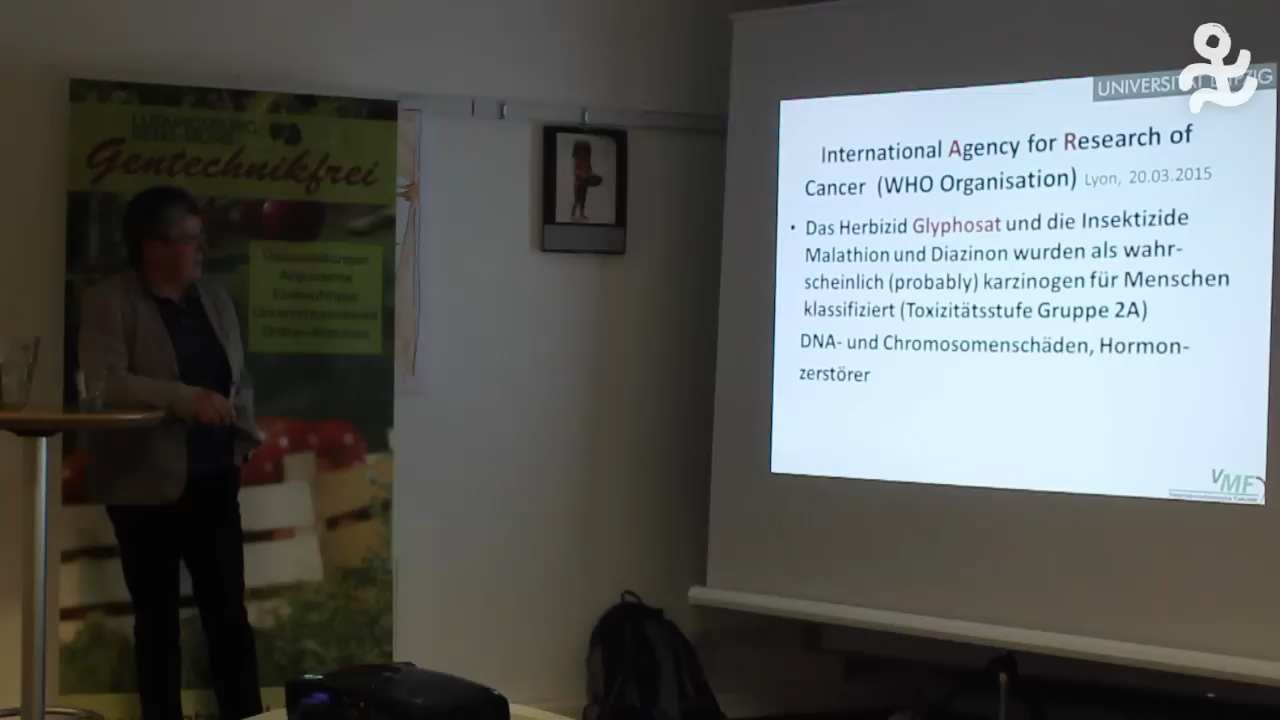 Gentechnikfrei
UNIVERSITÄT LEIPZIG
International Agency for Research of
Cancer (WHO Organisation) Lyon, 20.03.2015
• Das Herbizid Glyphosat und die Insektizide
Malathion und Diazinon wurden als wahr-
scheinlich (probably) karzinogen für Menschen
klassifiziert (Toxizitätsstufe Gruppe 2A)
DNA- und Chromosomenschäden, Hormon-
zerstörer
VMF